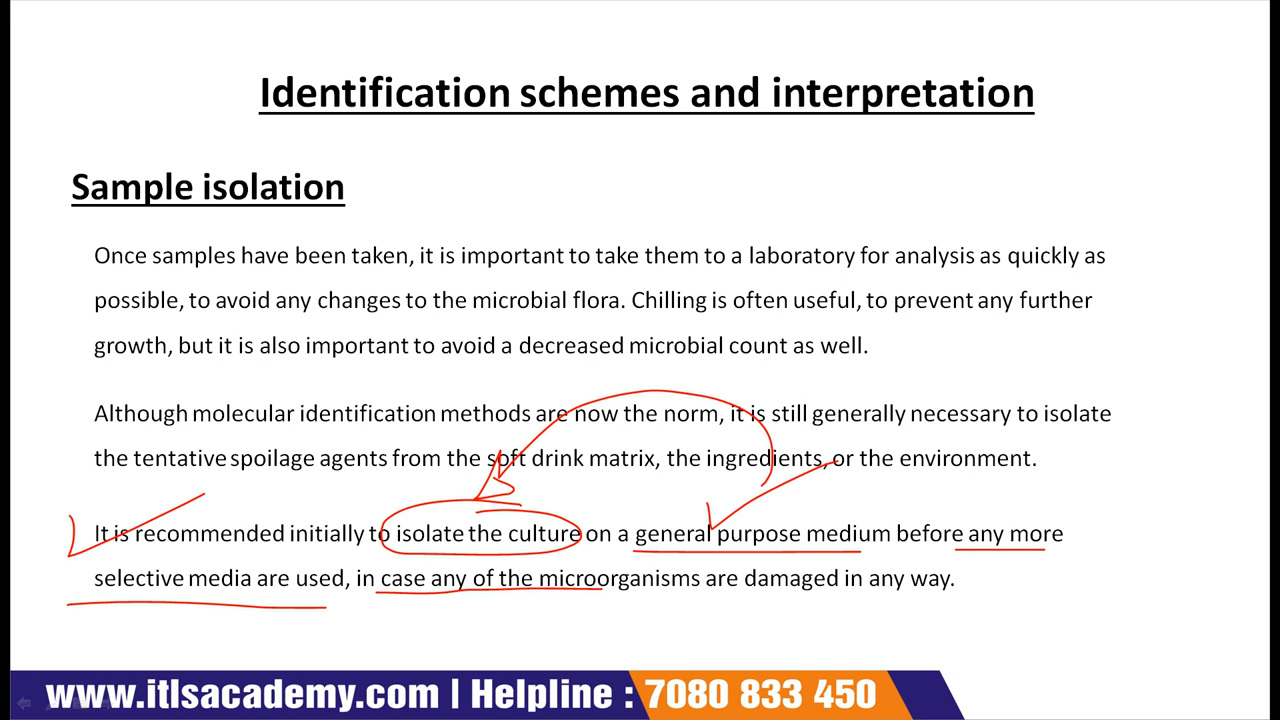 Identification schemes and interpretation
Sample isolation
Once samples have been taken, it is important to take them to a laboratory for analysis as quickly as
possible, to avoid any changes to the microbial flora. Chilling is often useful, to prevent any further
growth, but it is also important to avoid a decreased microbial count as well.
Although molecular identification methods are now the norm, it is still generally necessary to isolate
the tentative spoilage agents from the soft drink matrix, the ingredients, or the environment.
It is recommended initially to isolate the culture on a general purpose medium before any more
selective media are used, in case any of the microorganisms are damaged in any way.
www.itlsacademy.com | Helpline : 7080 833 450